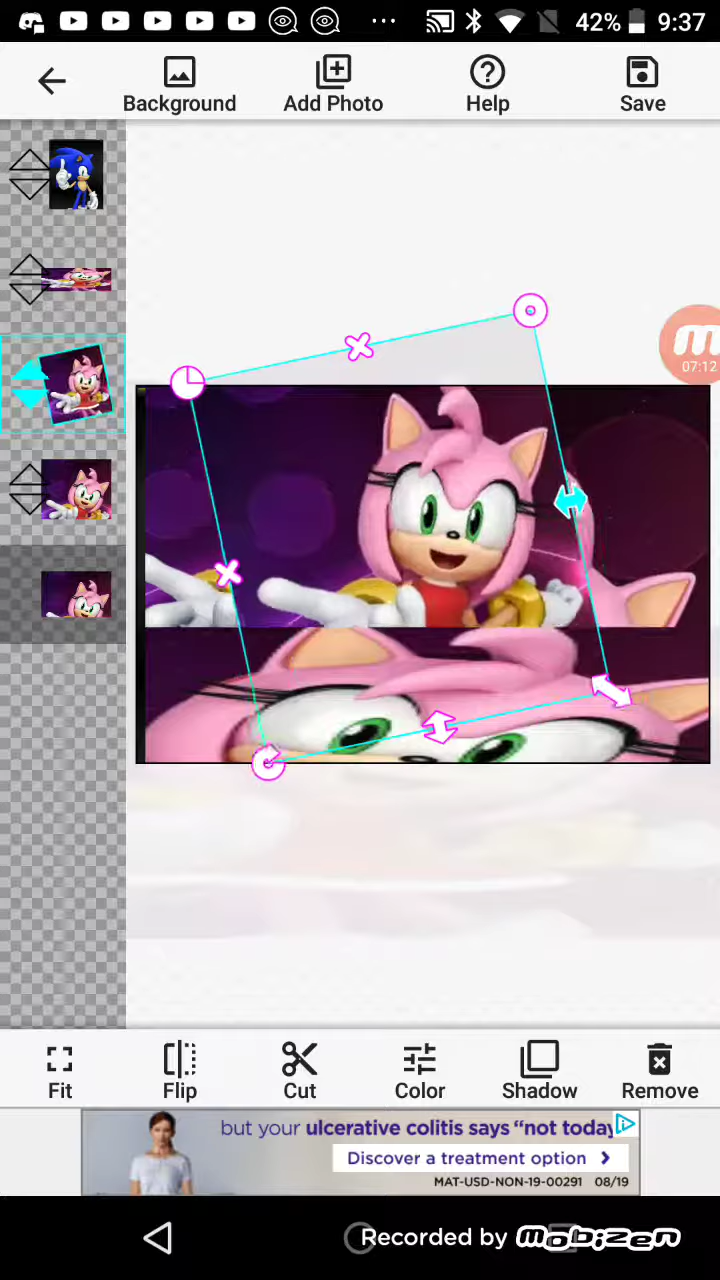 42% 9:37
Background Add Photo Help Save
07:12
Fit Flip Cut Color Shadow Remove
but your ulcerative colitis says “not today
Discover a treatment option
MAT-USD-NON-19-00291 08/19
Recorded by mobizen